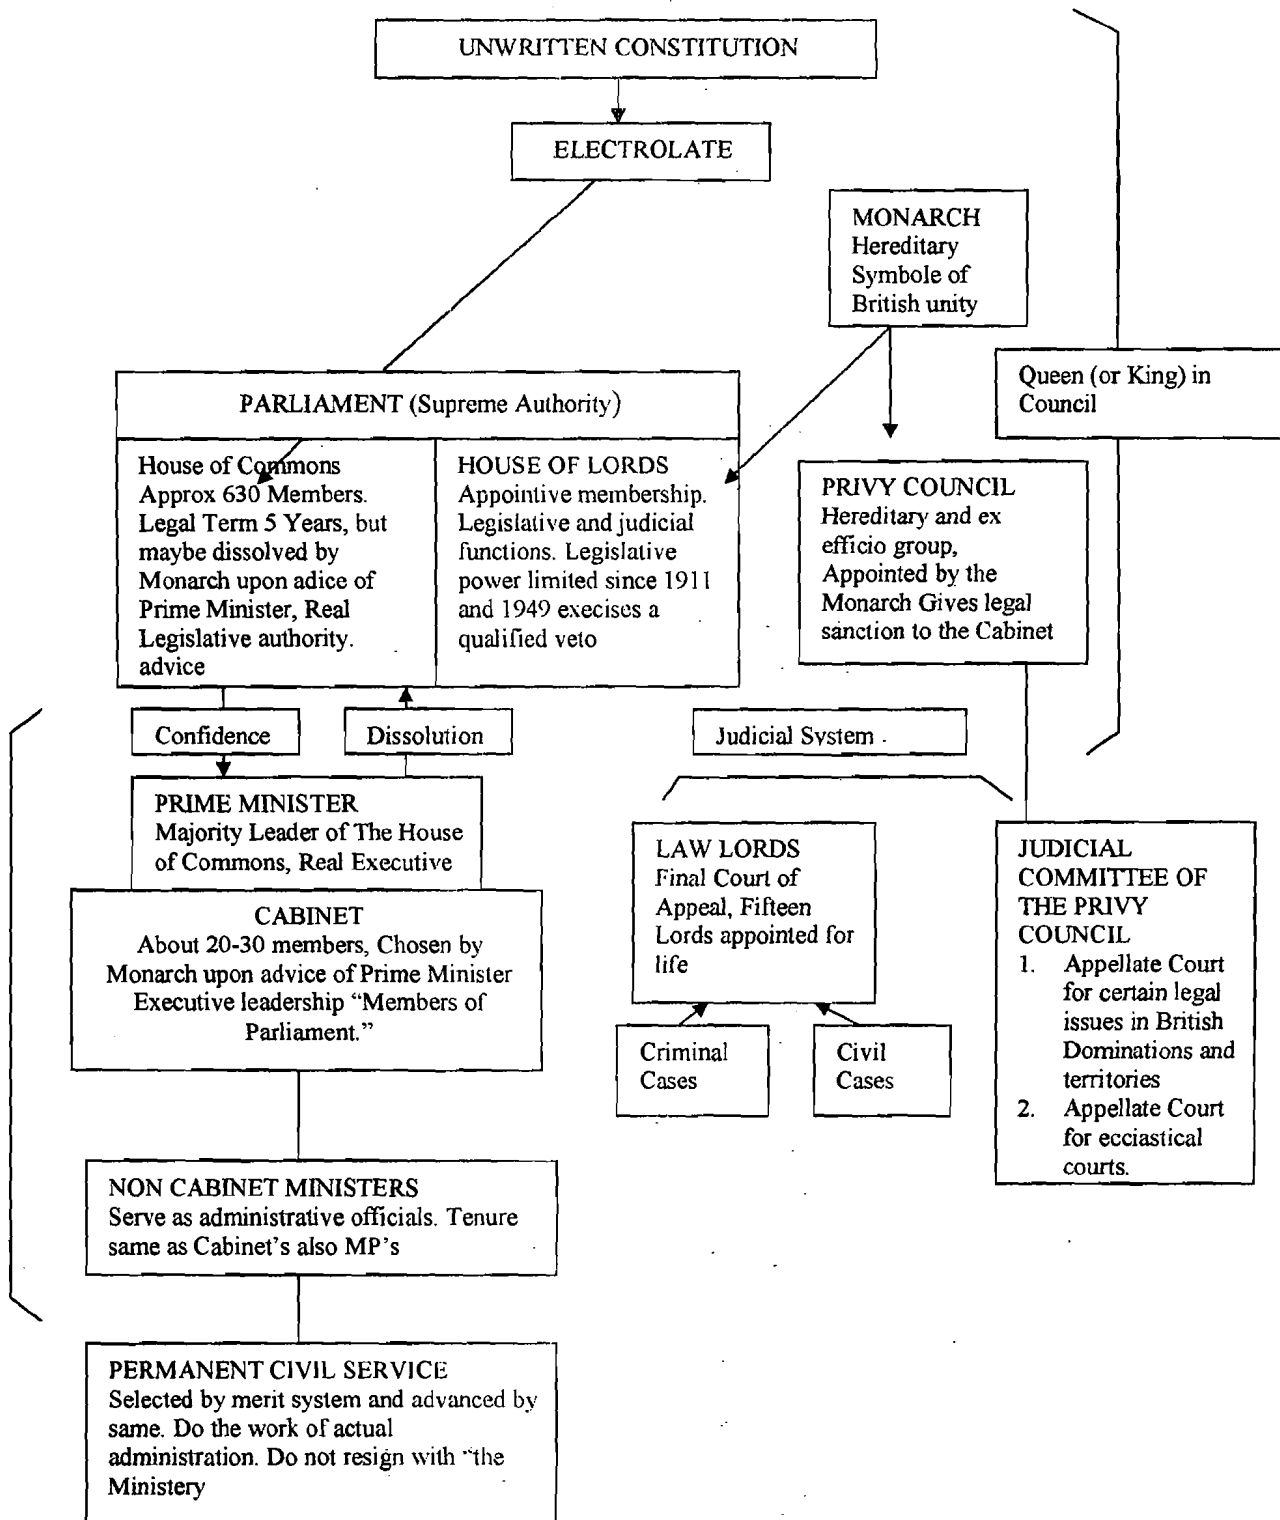 UNWRITTEN CONSTITUTION
ELECTROLATE
MONARCH
Hereditary
Symbole of
British unity
Queen (or King) in
Council
PARLIAMENT (Supreme Authority)
House of Commons
Approx 630 Members.
Legal Term 5 Years, but
maybe dissolved by
Monarch upon adice of
Prime Minister, Real
Legislative authority.
advice
HOUSE OF LORDS
Appointive membership.
Legislative and judicial
functions. Legislative
power limited since 1911
and 1949 execises a
qualified veto
PRIVY COUNCIL
Hereditary and ex
efficio group,
Appointed by the
Monarch Gives legal
sanction to the Cabinet
Confidence
Dissolution
Judicial System
PRIME MINISTER
Majority Leader of The House
of Commons, Real Executive
CABINET
About 20-30 members, Chosen by
Monarch upon advice of Prime Minister
Executive leadership “Members of
Parliament.”
LAW LORDS
Final Court of
Appeal, Fifteen
Lords appointed for
life
Criminal
Cases
Civil
Cases
JUDICIAL
COMMITTEE OF
THE PRIVY
COUNCIL
1. Appellate Court
for certain legal
issues in British
Dominations and
territories
2. Appellate Court
for ecciastical
courts.
NON CABINET MINISTERS
Serve as administrative officials. Tenure
same as Cabinet's also MP's
PERMANENT CIVIL SERVICE
Selected by merit system and advanced by
same. Do the work of actual
administration. Do not resign with “the
Ministery